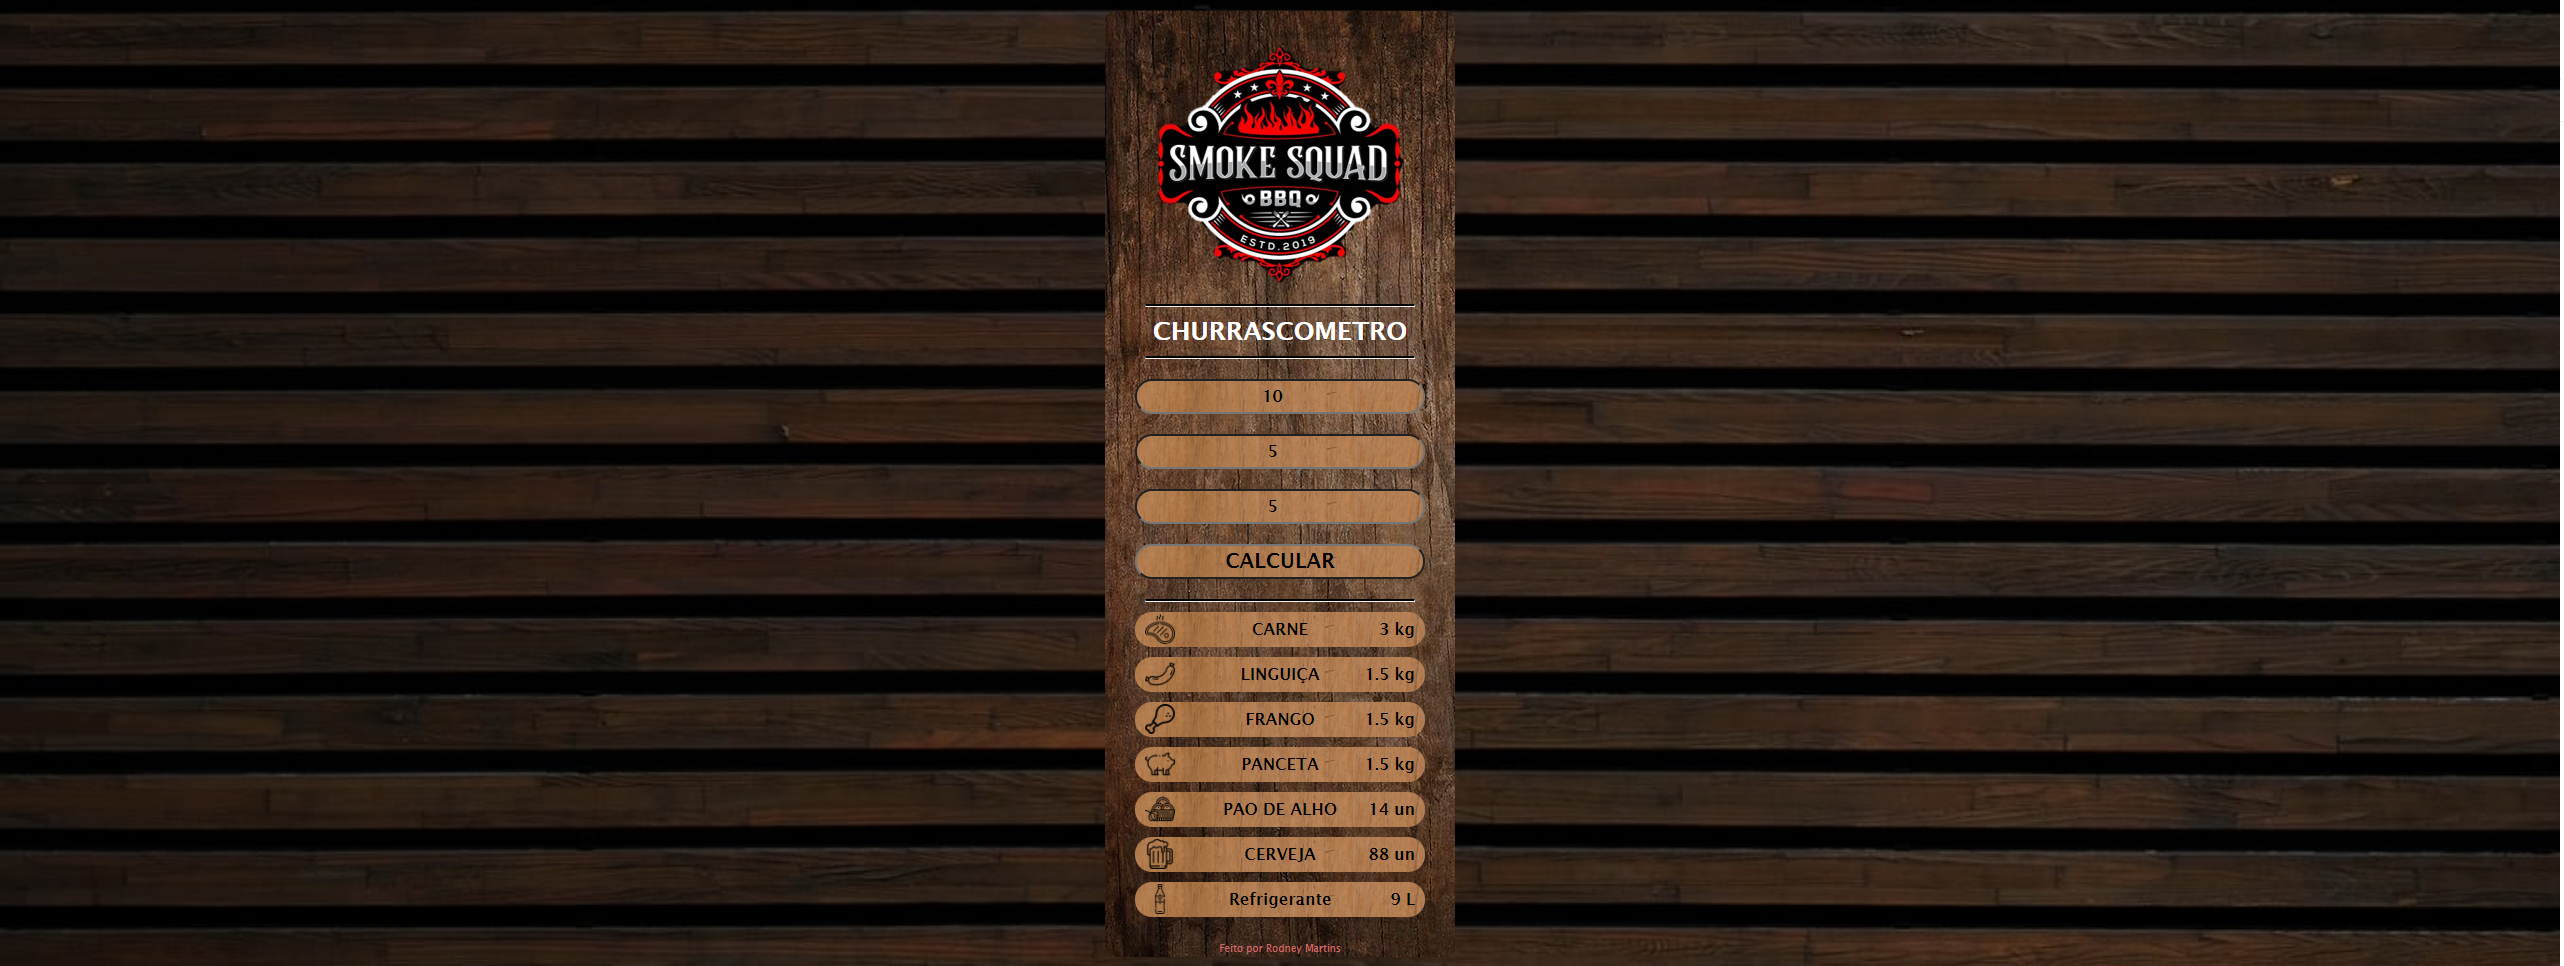 SMOKE SQUAD
BBQ
ESTD.2019
CHURRASCOMETRO
10
5
5
CALCULAR
CARNE 3 kg
LINGUIÇA 1.5 kg
FRANGO 1.5 kg
PANCETA 1.5 kg
PAO DE ALHO 14 un
CERVEJA 88 un
Refrigerante 9 L
Feito por Rodney Martins